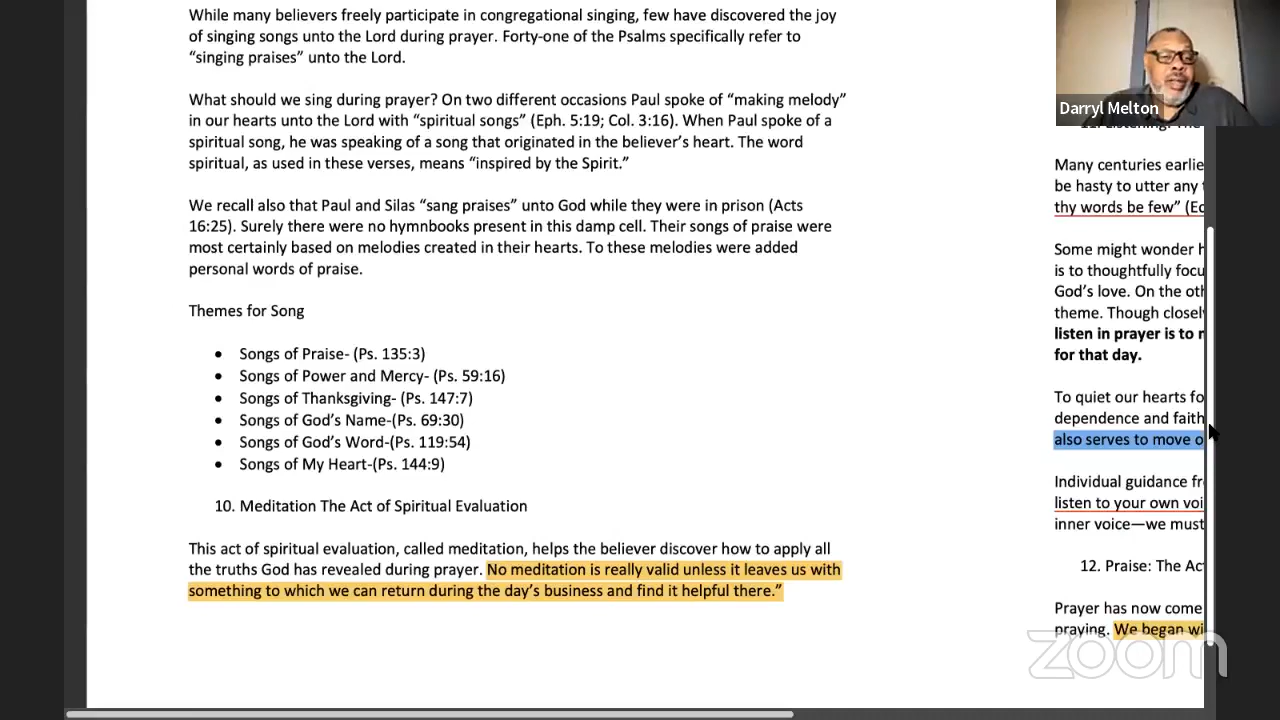 While many believers freely participate in congregational singing, few have discovered the joy
of singing songs unto the Lord during prayer. Forty-one of the Psalms specifically refer to
“singing praises” unto the Lord.
What should we sing during prayer? On two different occasions Paul spoke of “making melody”
in our hearts unto the Lord with “spiritual songs” (Eph. 5:19; Col. 3:16). When Paul spoke of a
spiritual song, he was speaking of a song that originated in the believer’s heart. The word
spiritual, as used in these verses, means “inspired by the Spirit.”
We recall also that Paul and Silas “sang praises” unto God while they were in prison (Acts
16:25). Surely there were no hymnbooks present in this damp cell. Their songs of praise were
most certainly based on melodies created in their hearts. To these melodies were added
personal words of praise.
Themes for Song
• Songs of Praise- (Ps. 135:3)
• Songs of Power and Mercy- (Ps. 59:16)
• Songs of Thanksgiving- (Ps. 147:7)
• Songs of God’s Name-(Ps. 69:30)
• Songs of God’s Word-(Ps. 119:54)
• Songs of My Heart-(Ps. 144:9)
10. Meditation The Act of Spiritual Evaluation
This act of spiritual evaluation, called meditation, helps the believer discover how to apply all
the truths God has revealed during prayer. No meditation is really valid unless it leaves us with
something to which we can return during the day’s business and find it helpful there.”
Darryl Melton
Many centuries earlie
be hasty to utter any
thy words be few” (Ec
Some might wonder h
is to thoughtfully focu
God’s love. On the oth
theme. Though closel
listen in prayer is to
for that day.
To quiet our hearts fo
dependence and faith
also serves to move o
Individual guidance fr
listen to your own voi
inner voice—we must
12. Praise: The Ac
Prayer has now come
praying. We began wi
zoom